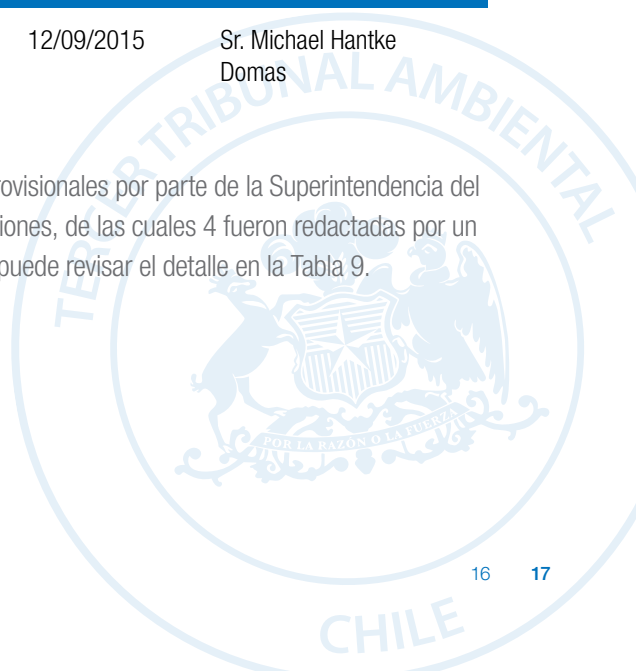 12/09/2015 Sr. Michael Hantke
Domas
rovisionales por parte de la Superintendencia del
iones, de las cuales 4 fueron redactadas por un
puede revisar el detalle en la Tabla 9.
TERCER TRIBUNAL AMBIENTAL
POR LA RAZÓN O LA FUERZA
16 17
CHILE